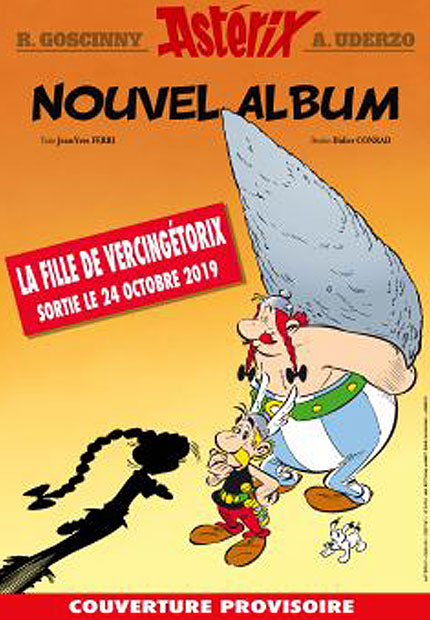 R. GOSCINNY Astérix A. UDERZO
NOUVEL ALBUM
Texte Jean-Yves FERRI Dessins Didier CONRAD
LA FILLE DE VERCINGÉTORIX
SORTIE LE 24 OCTOBRE 2019
COUVERTURE PROVISOIRE